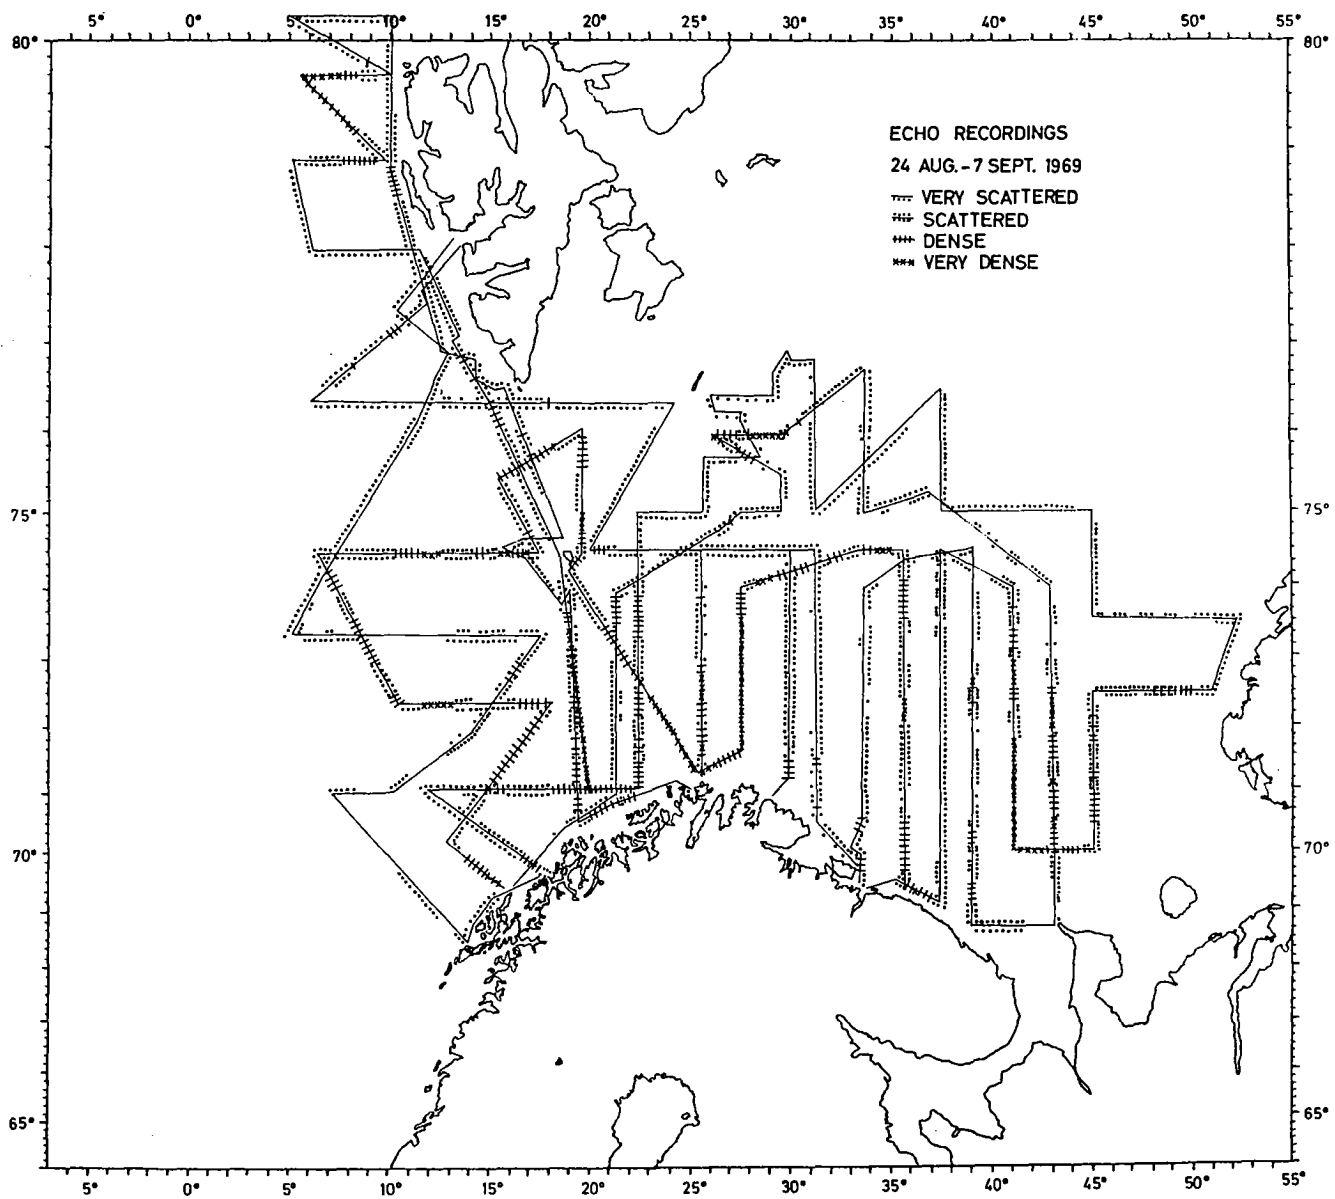 5° 0° 5° 10° 15° 20° 25° 30° 35° 40° 45° 50° 55°
80° 80°
ECHO RECORDINGS
24 AUG.-7 SEPT. 1969
VERY SCATTERED
SCATTERED
DENSE
VERY DENSE
75° 75°
70° 70°
65° 65°
5° 0° 5° 10° 15° 20° 25° 30° 35° 40° 45° 50° 55°